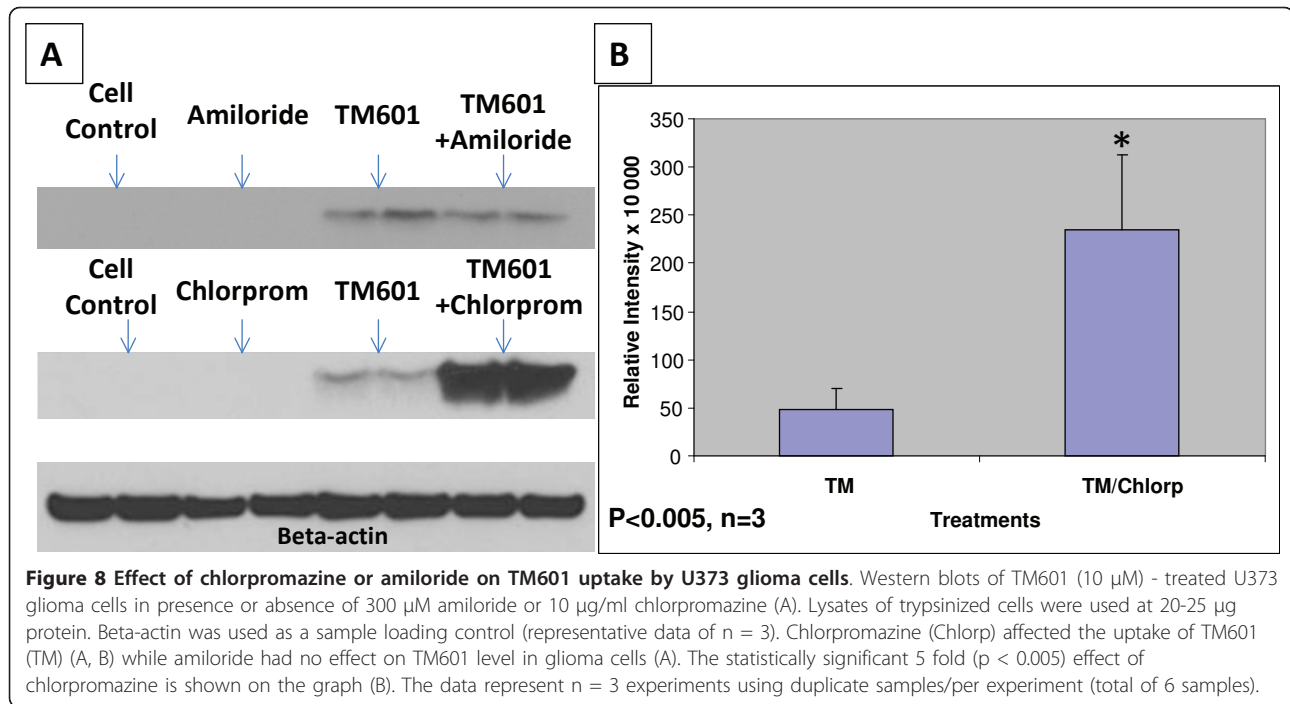 A
Cell
Control
Amiloride
TM601
TM601
+Amiloride
Cell
Control
Chlorprom
TM601
TM601
+Chlorprom
Beta-actin
B
Relative Intensity x 10 000
350
300
250
200
150
100
50
0
*
TM
TM/Chlorp
P<0.005, n=3
Treatments
Figure 8 Effect of chlorpromazine or amiloride on TM601 uptake by U373 glioma cells. Western blots of TM601 (10 μM) - treated U373
glioma cells in presence or absence of 300 μM amiloride or 10 μg/ml chlorpromazine (A). Lysates of trypsinized cells were used at 20-25 μg
protein. Beta-actin was used as a sample loading control (representative data of n = 3). Chlorpromazine (Chlorp) affected the uptake of TM601
(TM) (A, B) while amiloride had no effect on TM601 level in glioma cells (A). The statistically significant 5 fold (p < 0.005) effect of
chlorpromazine is shown on the graph (B). The data represent n = 3 experiments using duplicate samples/per experiment (total of 6 samples).